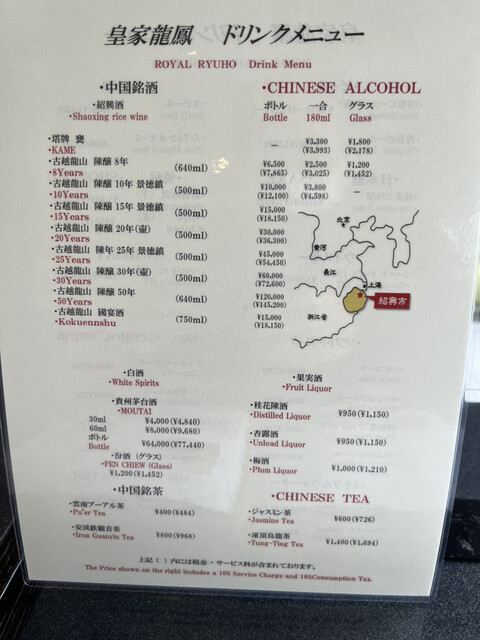 皇家龍鳳　ドリンクメニュー
ROYAL RYUHO Drink Menu
・中国銘酒
・CHINESE ALCOHOL
・紹興酒
・Shaoxing rice wine
ボトル 一合 グラス
Bottle 180ml Glass
・塔牌 甕
・KAME
― ¥3,300 ¥1,800
(¥3,993) (¥2,178)
・古越龍山 陳醸 8年
・8Years
(640ml)
¥6,500 ¥2,500 ¥1,200
(¥7,865) (¥3,025) (¥1,452)
・古越龍山 陳醸 10年 景徳鎮
・10Years
(500ml)
¥10,000 ¥3,800 ―
(¥12,100) (¥4,598)
・古越龍山 陳醸 15年 景徳鎮
・15Years
(500ml)
¥15,000
(¥18,150)
・古越龍山 陳醸 20年(壷)
・20Years
(500ml)
¥30,000
(¥36,300)
・古越龍山 陳年 25年 景徳鎮
・25Years
(500ml)
¥45,000
(¥54,450)
・古越龍山 陳醸 30年(壷)
・30Years
(500ml)
¥60,000
(¥72,600)
・古越龍山 陳醸 50年
・50Years
(640ml)
¥120,000
(¥145,200)
・古越龍山 國宴酒
・Kokuennshu
(750ml)
¥15,000
(¥18,150)
北京
黄河
長江
上海
紹興市
浙江省
・白酒
・White Spirits
・貴州茅台酒
・MOUTAI
30ml ¥4,000(¥4,840)
60ml ¥8,000(¥9,680)
ボトル
Bottle ¥64,000(¥77,440)
・汾酒 (グラス)
・FEN CHIEW (Glass)
¥1,200(¥1,452)
・果実酒
・Fruit Liquor
・桂花陳酒
・Distilled Liquor ¥950(¥1,150)
・杏露酒
・Unload Liquor ¥950(¥1,150)
・梅酒
・Plum Liquor ¥1,000(¥1,210)
・中国銘茶
・CHINESE TEA
・雲南プーアル茶
・Pu'er Tea ¥400(¥484)
・安渓鉄観音茶
・Iron Guanrin Tea ¥800(¥968)
・ジャスミン茶
・Jasmine Tea ¥600(¥726)
・凍頂烏龍茶
・Tung-Ting Tea ¥1,400(¥1,694)
上記( )内には税金・サービス料が含まれております。
The Price shown on the right includes a 10% Service Charge and 10%Consumption Tax.